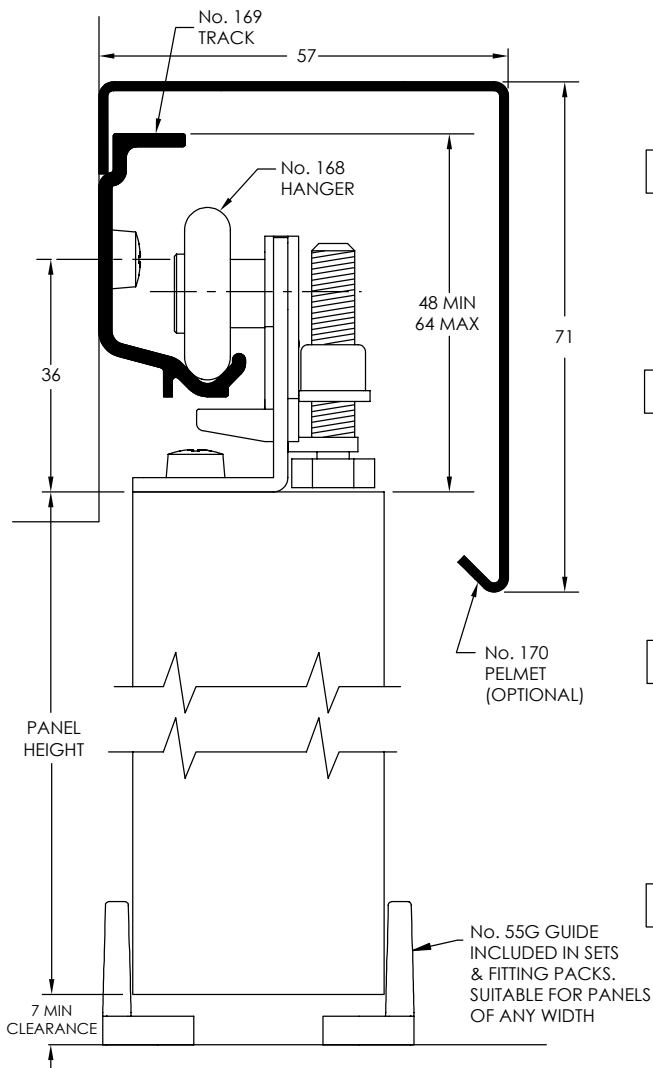 No. 169
TRACK
57
No. 168
HANGER
48 MIN
64 MAX
71
36
No. 170
PELMET
(OPTIONAL)
PANEL
HEIGHT
No. 55G GUIDE
INCLUDED IN SETS
& FITTING PACKS.
SUITABLE FOR PANELS
OF ANY WIDTH
7 MIN
CLEARANCE